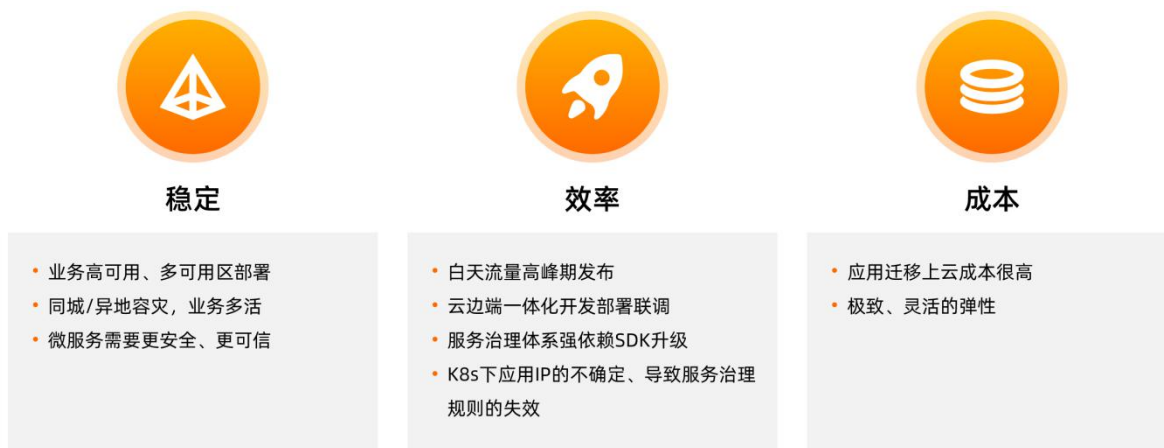 稳定
• 业务高可用、多可用区部署
• 同城/异地容灾，业务多活
• 微服务需要更安全、更可信
效率
• 白天流量高峰期发布
• 云边端一体化开发部署联调
• 服务治理体系强依赖SDK升级
• K8s下应用IP的不确定、导致服务治理
规则的失效
成本
• 应用迁移上云成本很高
• 极致、灵活的弹性